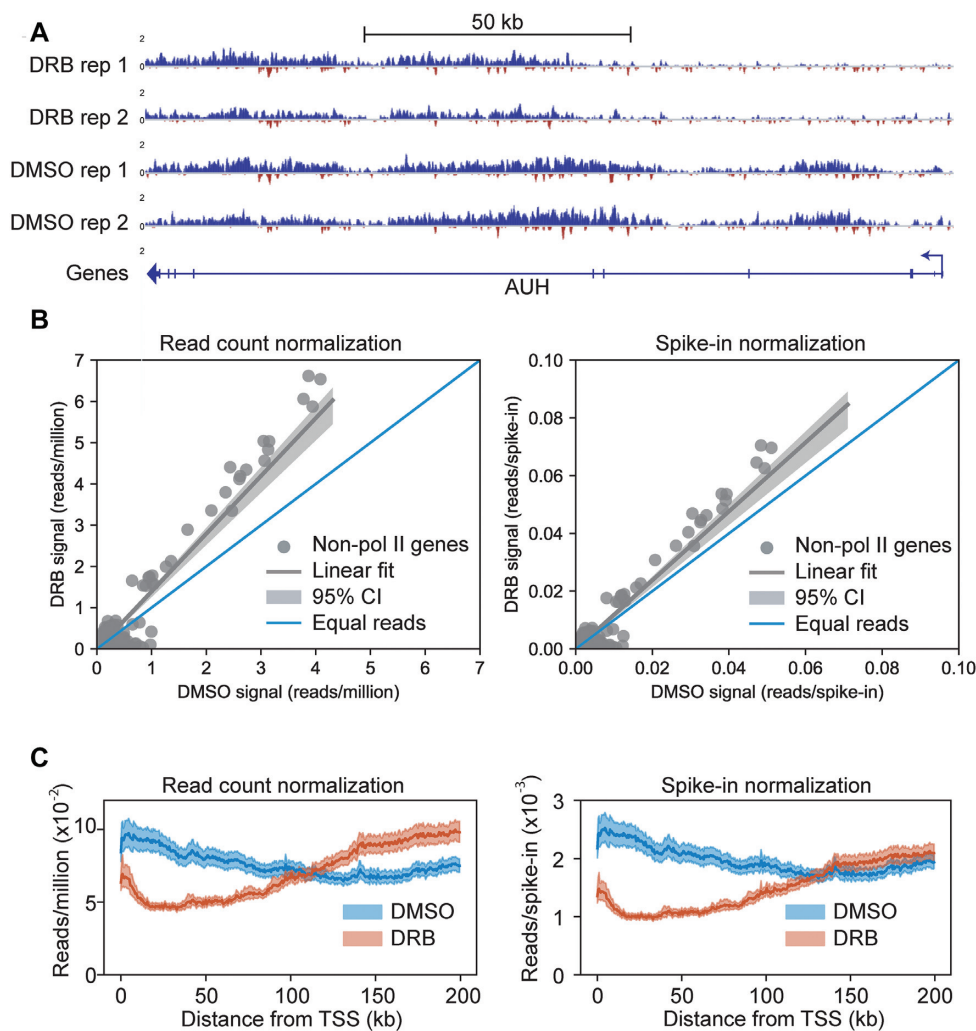 A
50 kb
2
DRB rep 1
0
2
DRB rep 2
0
2
DMSO rep 1
0
2
DMSO rep 2
0
2
Genes
AUH
B
Read count normalization
DRB signal (reads/million)
7
6
5
4
3
2
1
0
Non-pol II genes
Linear fit
95% CI
Equal reads
0 1 2 3 4 5 6 7
DMSO signal (reads/million)
Spike-in normalization
DRB signal (reads/spike-in)
0.10
0.08
0.06
0.04
0.02
0.00
Non-pol II genes
Linear fit
95% CI
Equal reads
0.00 0.02 0.04 0.06 0.08 0.10
DMSO signal (reads/spike-in)
C
Read count normalization
Reads/million (x10⁻²)
10
5
0
DMSO
DRB
0 50 100 150 200
Distance from TSS (kb)
Spike-in normalization
Reads/spike-in (x10⁻³)
3
2
1
0
DMSO
DRB
0 50 100 150 200
Distance from TSS (kb)